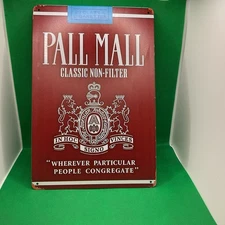 PALL MALL
CLASSIC NON-FILTER
IN HOC
VINCES
SIGNO
"WHEREVER PARTICULAR
PEOPLE CONGREGATE"